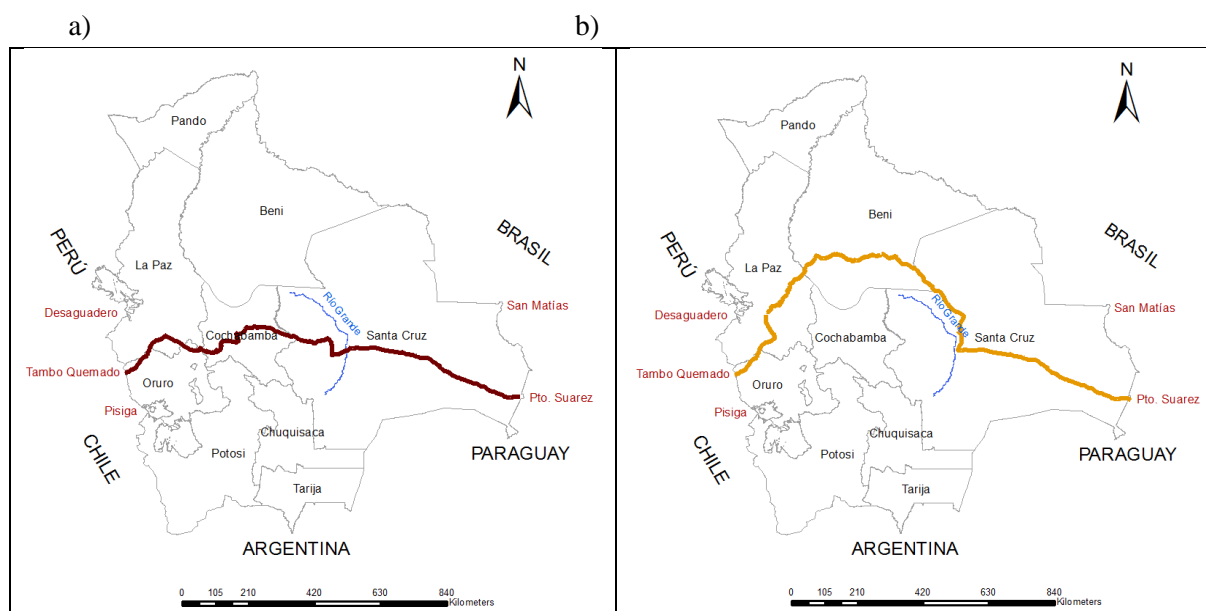 a)
b)
N
Pando
Beni
La Paz
PERÚ
BRASIL
Desaguadero
San Matías
Río Grande
Cochabamba
Santa Cruz
Tambo Quemado
Oruro
Pisiga
Pto. Suarez
Chuquisaca
CHILE
Potosi
PARAGUAY
Tarija
ARGENTINA
0 105 210 420 630 840
Kilometers
N
Pando
Beni
La Paz
PERÚ
BRASIL
Desaguadero
San Matías
Río Grande
Cochabamba
Santa Cruz
Tambo Quemado
Oruro
Pisiga
Pto. Suarez
Chuquisaca
CHILE
Potosi
PARAGUAY
Tarija
ARGENTINA
0 105 210 420 630 840
Kilometers